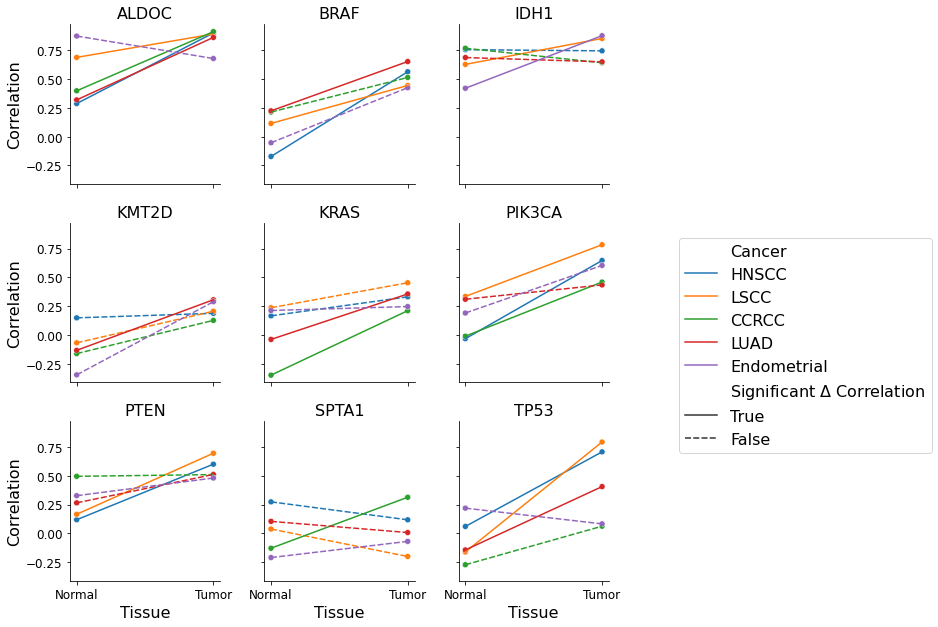 ALDOC BRAF IDH1
Correlation
0.75
0.50
0.25
0.00
−0.25
KMT2D KRAS PIK3CA
Correlation
0.75
0.50
0.25
0.00
−0.25
PTEN SPTA1 TP53
Correlation
0.75
0.50
0.25
0.00
−0.25
Normal Tumor Normal Tumor Normal Tumor
Tissue Tissue Tissue
Cancer
HNSCC
LSCC
CCRCC
LUAD
Endometrial
Significant Δ Correlation
True
False